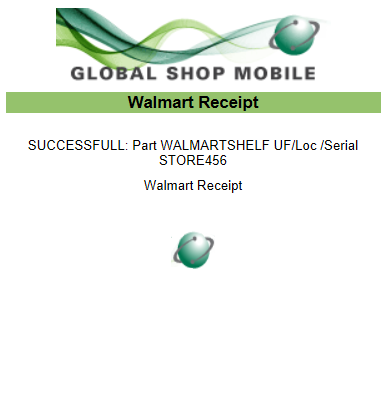 GLOBAL SHOP MOBILE
Walmart Receipt
SUCCESSFULL: Part WALMARTSHELF UF/Loc /Serial
STORE456
Walmart Receipt